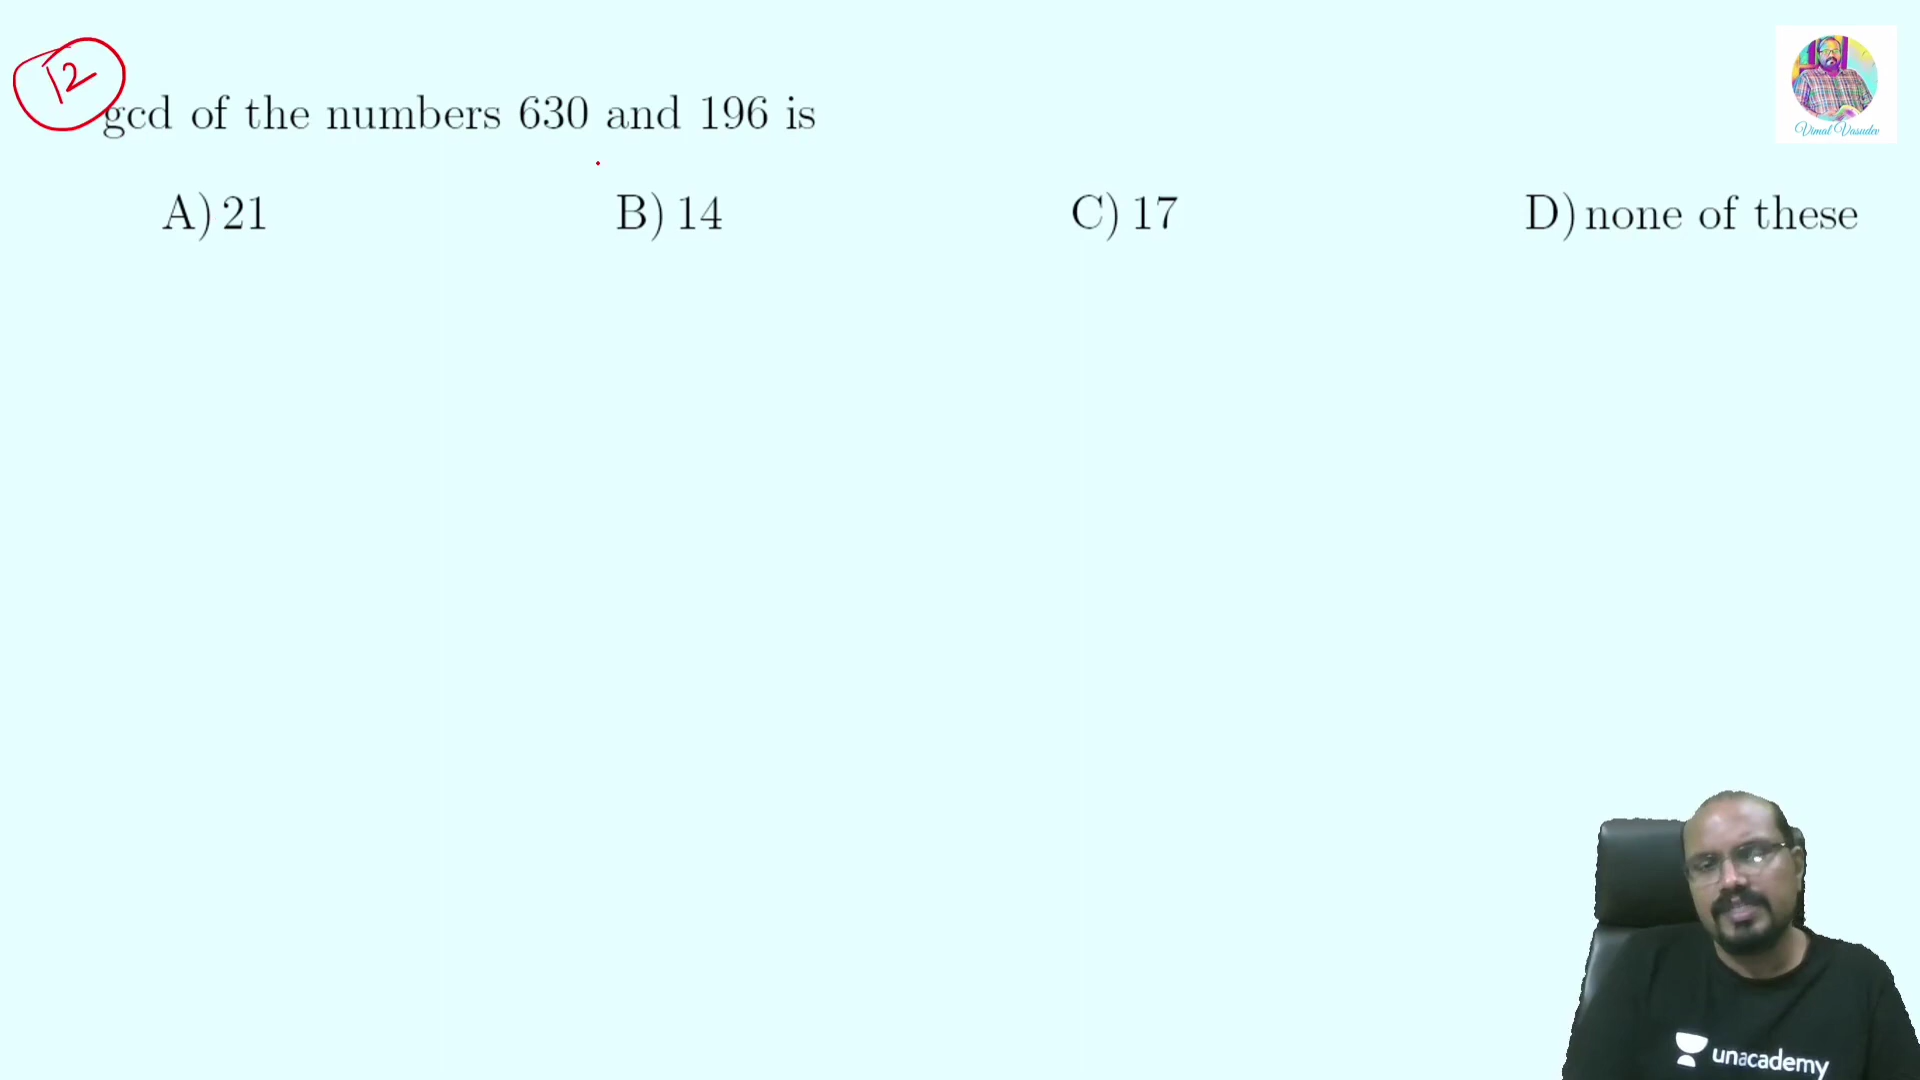 12
gcd of the numbers 630 and 196 is
A) 21 B) 14 C) 17 D) none of these
Vimal Vasudev
unacademy